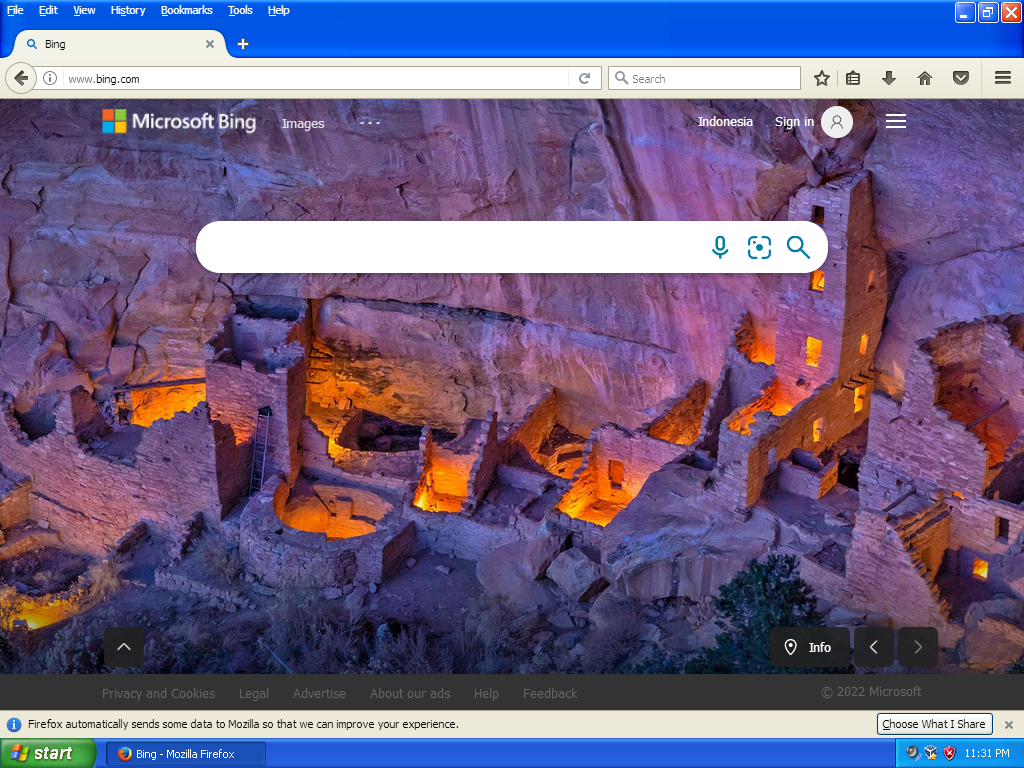 File Edit View History Bookmarks Tools Help
Bing
www.bing.com
Search
Microsoft Bing Images Indonesia Sign in
Info
Privacy and Cookies Legal Advertise About our ads Help Feedback © 2022 Microsoft
Firefox automatically sends some data to Mozilla so that we can improve your experience. Choose What I Share
start Bing - Mozilla Firefox 11:31 PM